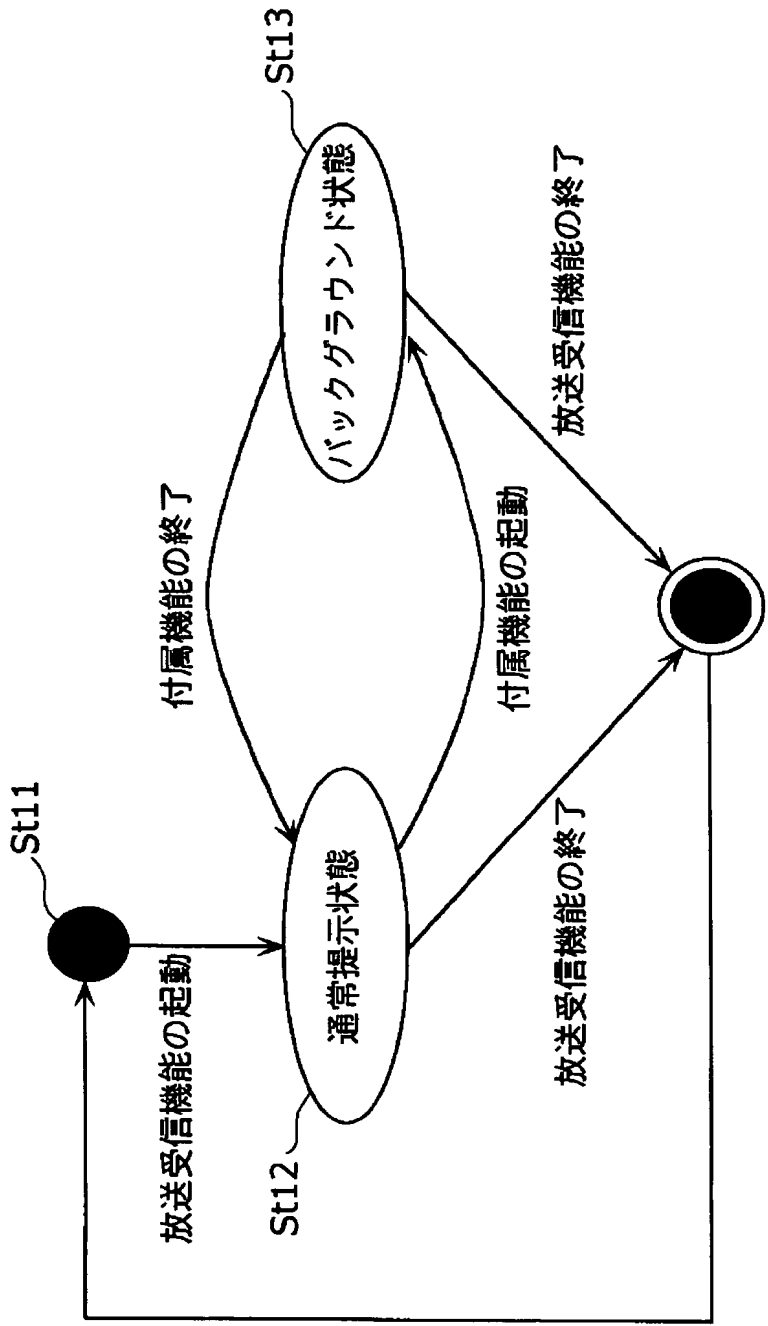 St11
放送受信機能の起動
St12
通常提示状態
付属機能の終了
付属機能の起動
St13
バックグラウンド状態
放送受信機能の終了
放送受信機能の終了